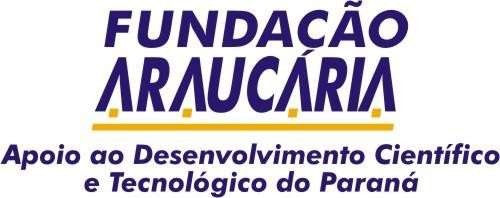 FUNDAÇÃO
ARAUCÁRIA
Apoio ao Desenvolvimento Científico
e Tecnológico do Paraná